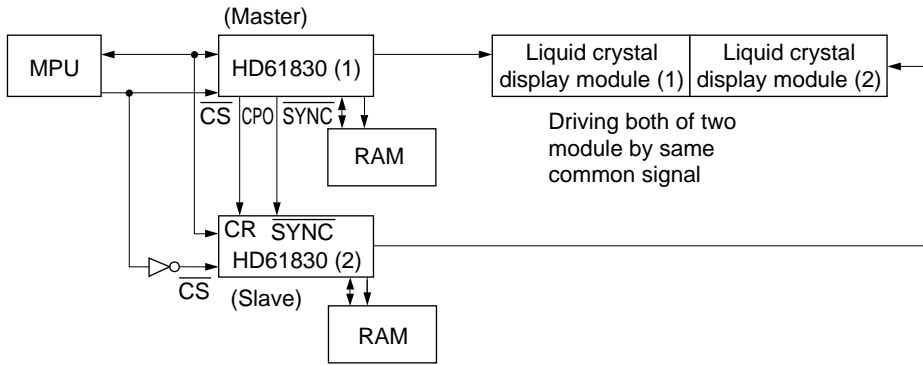 (Master)
MPU
HD61830 (1)
Liquid crystal
display module (1)
Liquid crystal
display module (2)
CS CPO SYNC
RAM
Driving both of two
module by same
common signal
CR SYNC
HD61830 (2)
CS
(Slave)
RAM